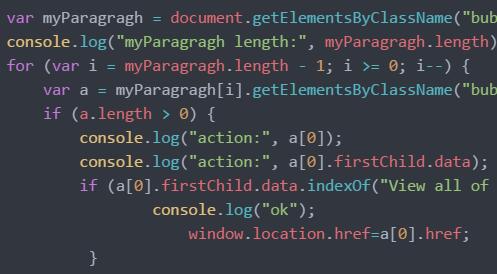 var myParagragh = document.getElementsByClassName("bub
console.log("myParagragh length:", myParagragh.length)
for (var i = myParagragh.length - 1; i >= 0; i--) {
    var a = myParagragh[i].getElementsByClassName("bub
    if (a.length > 0) {
        console.log("action:", a[0]);
        console.log("action:", a[0].firstChild.data);
        if (a[0].firstChild.data.indexOf("View all of
                console.log("ok");
                    window.location.href=a[0].href;
         }